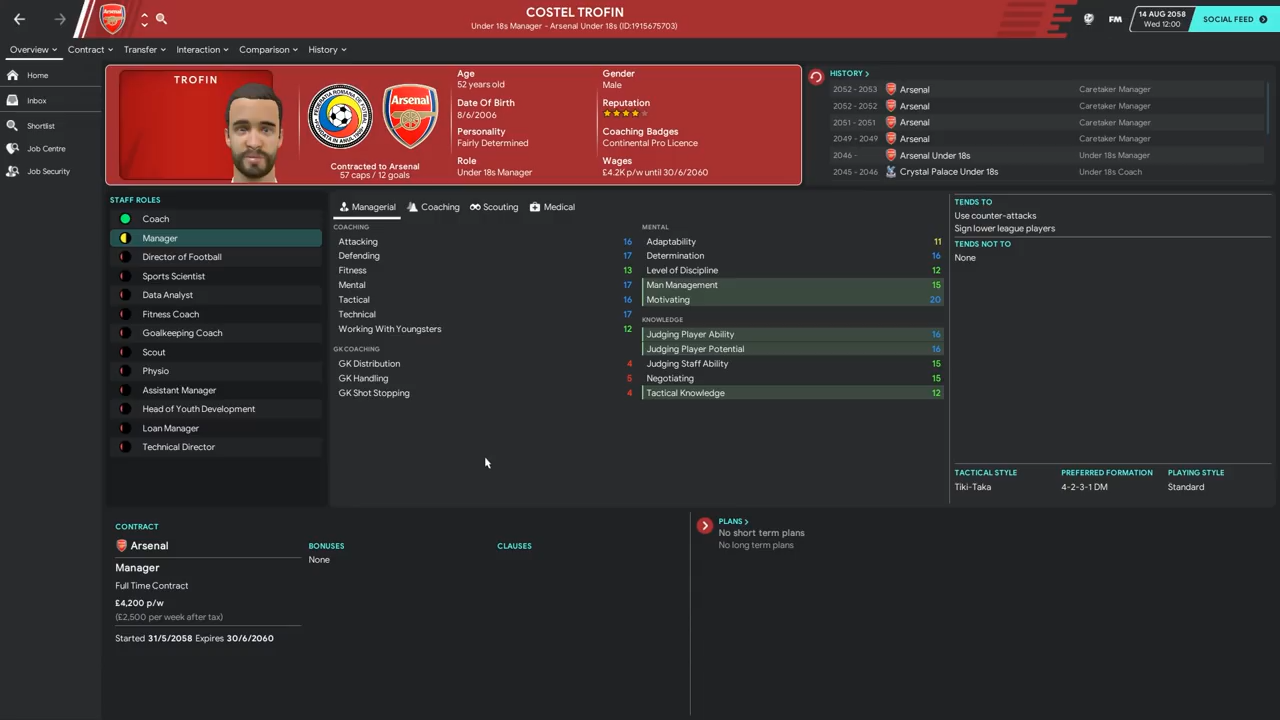 COSTEL TROFIN
Under 18s Manager - Arsenal Under 18s (ID:1915675703)
FM
14 AUG 2058
Wed 12:00
SOCIAL FEED
Overview
Contract
Transfer
Interaction
Comparison
History
Home
Inbox
Shortlist
Job Centre
Job Security
TROFIN
Arsenal
Contracted to Arsenal
57 caps / 12 goals
Age
52 years old
Date Of Birth
8/6/2006
Personality
Fairly Determined
Role
Under 18s Manager
Gender
Male
Reputation
Coaching Badges
Continental Pro Licence
Wages
£4.2K p/w until 30/6/2060
HISTORY >
2052 - 2053 Arsenal Caretaker Manager
2052 - 2052 Arsenal Caretaker Manager
2051 - 2051 Arsenal Caretaker Manager
2049 - 2049 Arsenal Caretaker Manager
2046 - Arsenal Under 18s Under 18s Manager
2045 - 2046 Crystal Palace Under 18s Under 18s Coach
STAFF ROLES
Coach
Manager
Director of Football
Sports Scientist
Data Analyst
Fitness Coach
Goalkeeping Coach
Scout
Physio
Assistant Manager
Head of Youth Development
Loan Manager
Technical Director
Managerial
Coaching
Scouting
Medical
COACHING
Attacking 16
Defending 17
Fitness 13
Mental 17
Tactical 16
Technical 17
Working With Youngsters 12
GK COACHING
GK Distribution 4
GK Handling 5
GK Shot Stopping 4
MENTAL
Adaptability 11
Determination 16
Level of Discipline 12
Man Management 15
Motivating 20
KNOWLEDGE
Judging Player Ability 16
Judging Player Potential 16
Judging Staff Ability 15
Negotiating 15
Tactical Knowledge 12
TENDS TO
Use counter-attacks
Sign lower league players
TENDS NOT TO
None
TACTICAL STYLE
Tiki-Taka
PREFERRED FORMATION
4-2-3-1 DM
PLAYING STYLE
Standard
CONTRACT
Arsenal
Manager
Full Time Contract
£4,200 p/w
(£2,500 per week after tax)
Started 31/5/2058 Expires 30/6/2060
BONUSES
None
CLAUSES
PLANS >
No short term plans
No long term plans